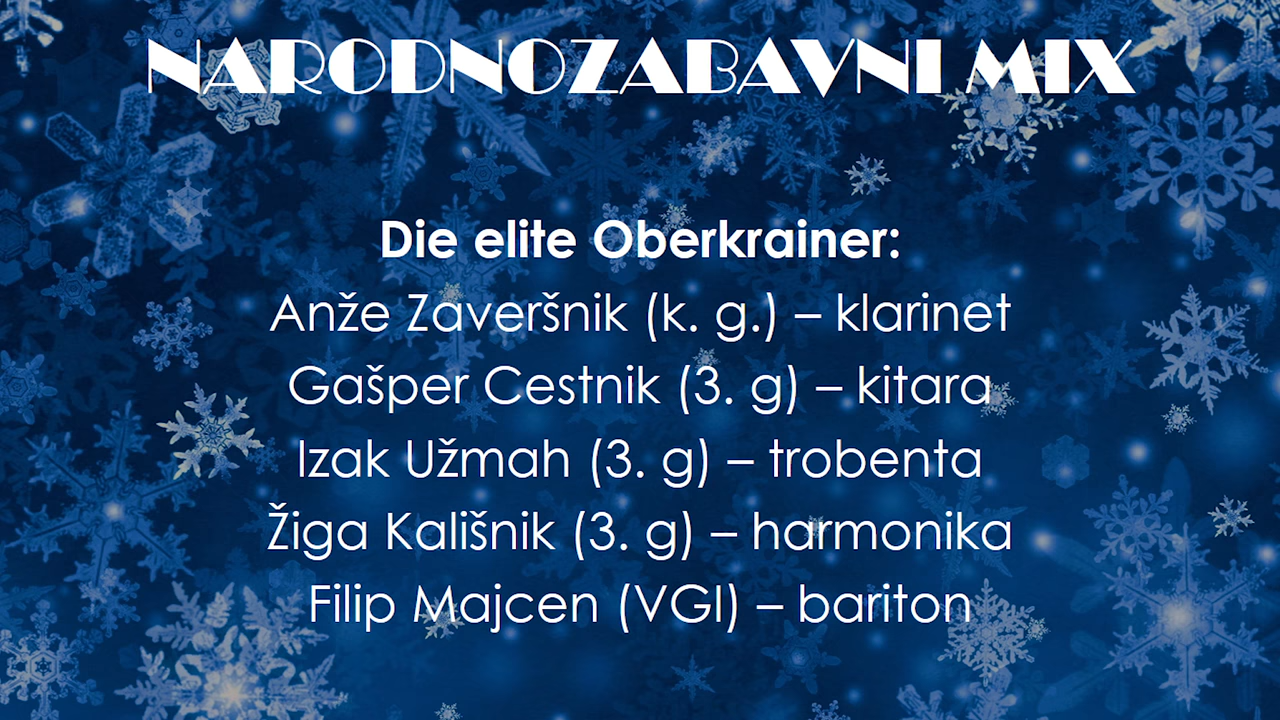 NARODNOZABAVNI MIX
Die elite Oberkrainer:
Anže Zaveršnik (k. g.) – klarinet
Gašper Cestnik (3. g) – kitara
Izak Užmah (3. g) – trobenta
Žiga Kališnik (3. g) – harmonika
Filip Majcen (VGI) – bariton